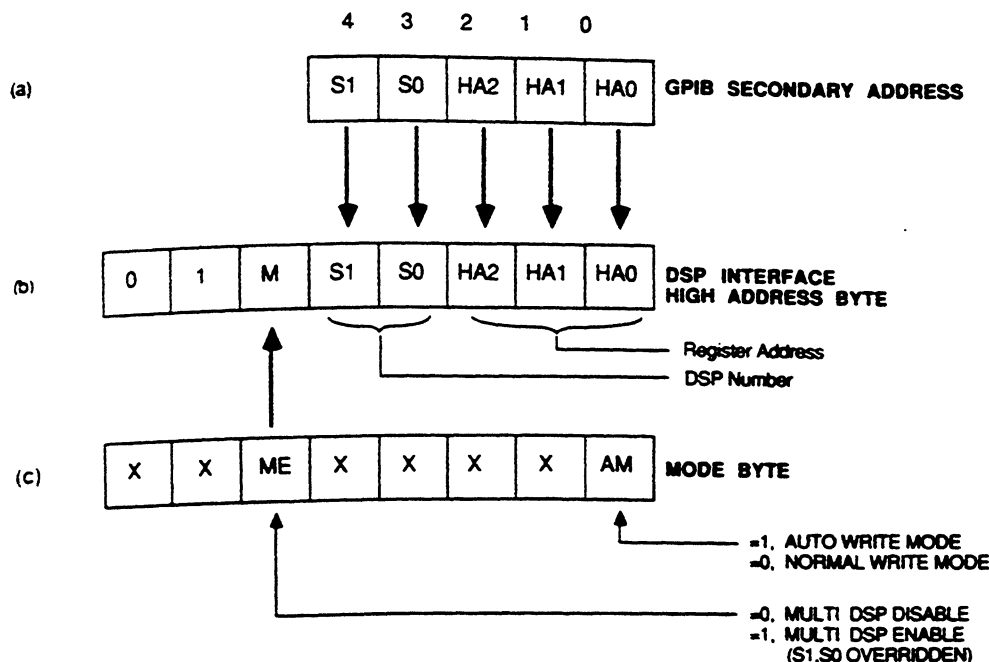 4 3 2 1 0
(a) S1 S0 HA2 HA1 HA0 GPIB SECONDARY ADDRESS
(b) 0 1 M S1 S0 HA2 HA1 HA0 DSP INTERFACE
HIGH ADDRESS BYTE
Register Address
DSP Number
(c) X X ME X X X X AM MODE BYTE
=1, AUTO WRITE MODE
=0, NORMAL WRITE MODE
=0, MULTI DSP DISABLE
=1, MULTI DSP ENABLE
(S1,S0 OVERRIDDEN)